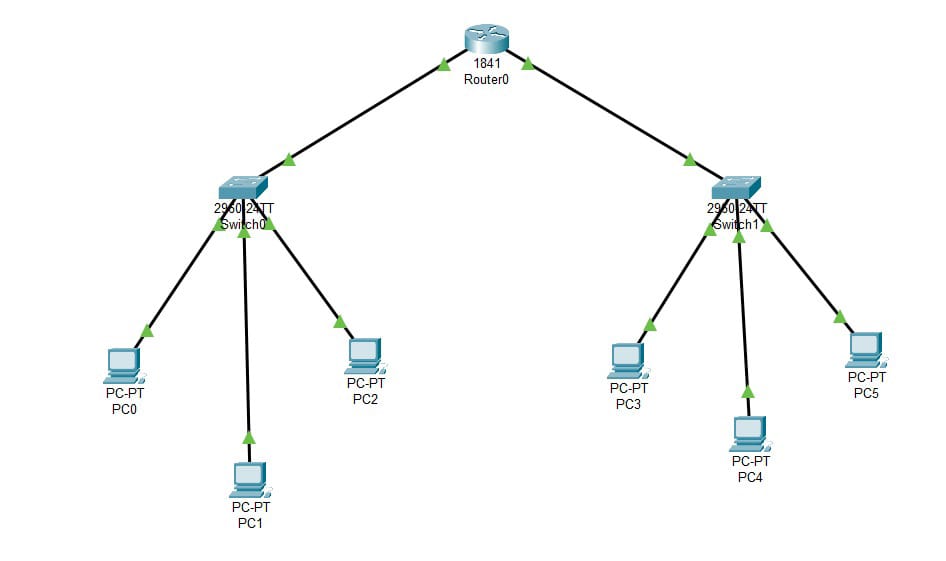 1841
Router0
2960-24TT
Switch0
2960-24TT
Switch1
PC-PT
PC0
PC-PT
PC2
PC-PT
PC1
PC-PT
PC3
PC-PT
PC4
PC-PT
PC5